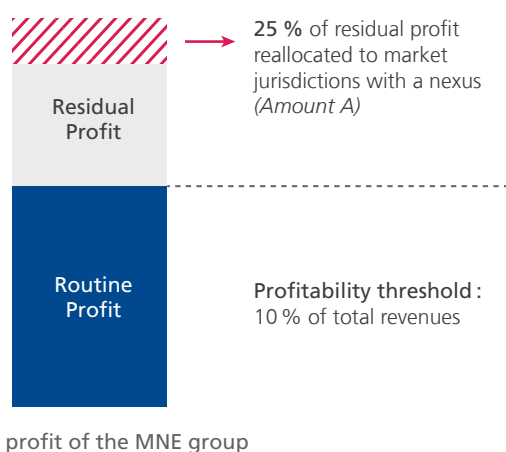 25 % of residual profit
reallocated to market
jurisdictions with a nexus
(Amount A)
Residual
Profit
Routine
Profit
Profitability threshold :
10 % of total revenues
profit of the MNE group